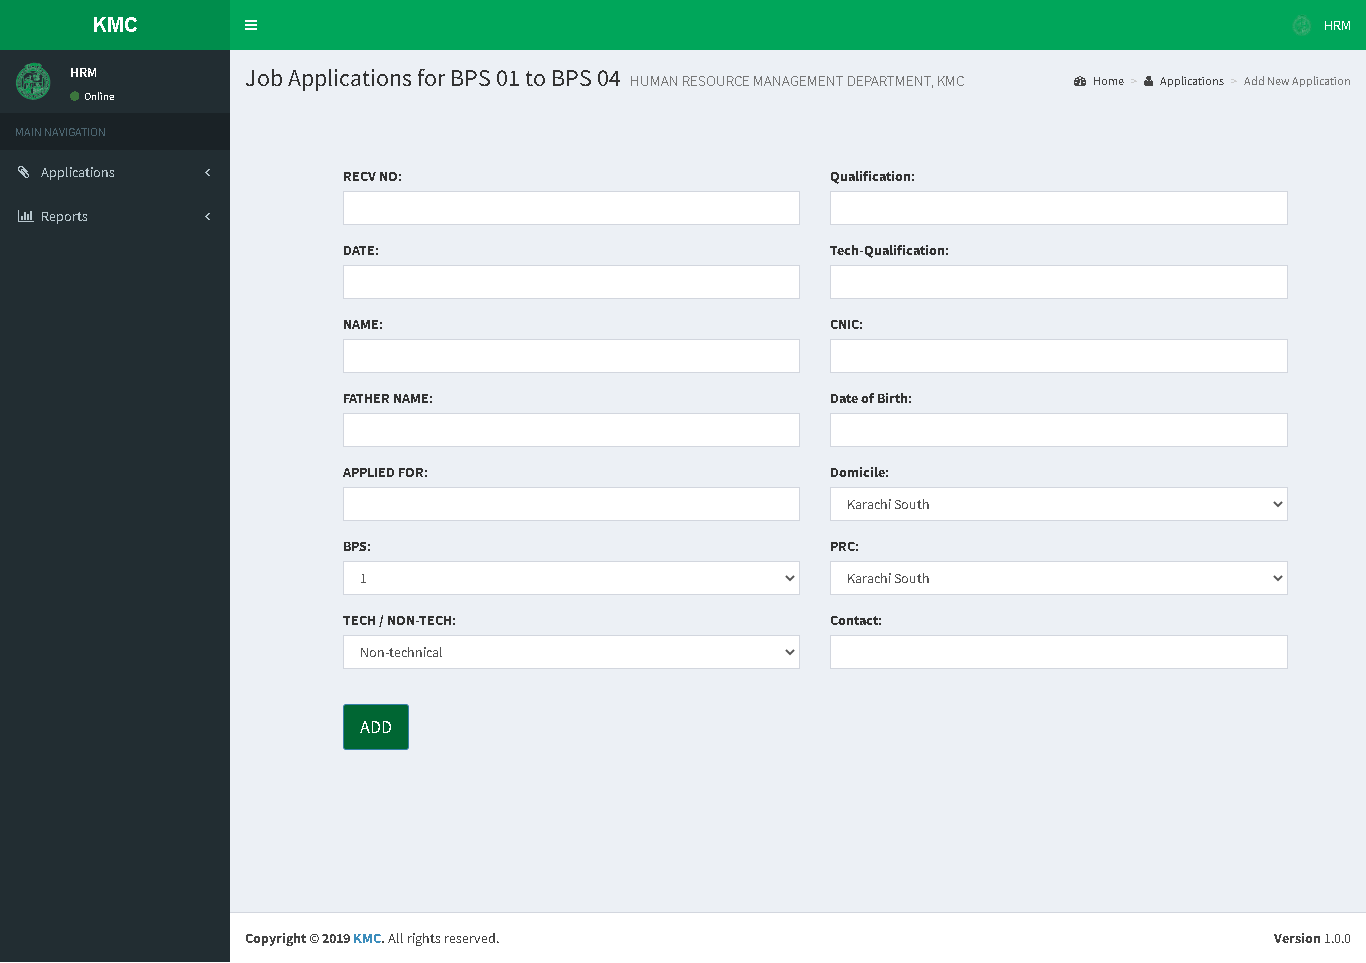 KMC
HRM
HRM
Online
MAIN NAVIGATION
Applications
Reports
Job Applications for BPS 01 to BPS 04 HUMAN RESOURCE MANAGEMENT DEPARTMENT, KMC
Home > Applications > Add New Application
RECV NO:
Qualification:
DATE:
Tech-Qualification:
NAME:
CNIC:
FATHER NAME:
Date of Birth:
APPLIED FOR:
Domicile:
Karachi South
BPS:
1
PRC:
Karachi South
TECH / NON-TECH:
Non-technical
Contact:
ADD
Copyright © 2019 KMC. All rights reserved.
Version 1.0.0